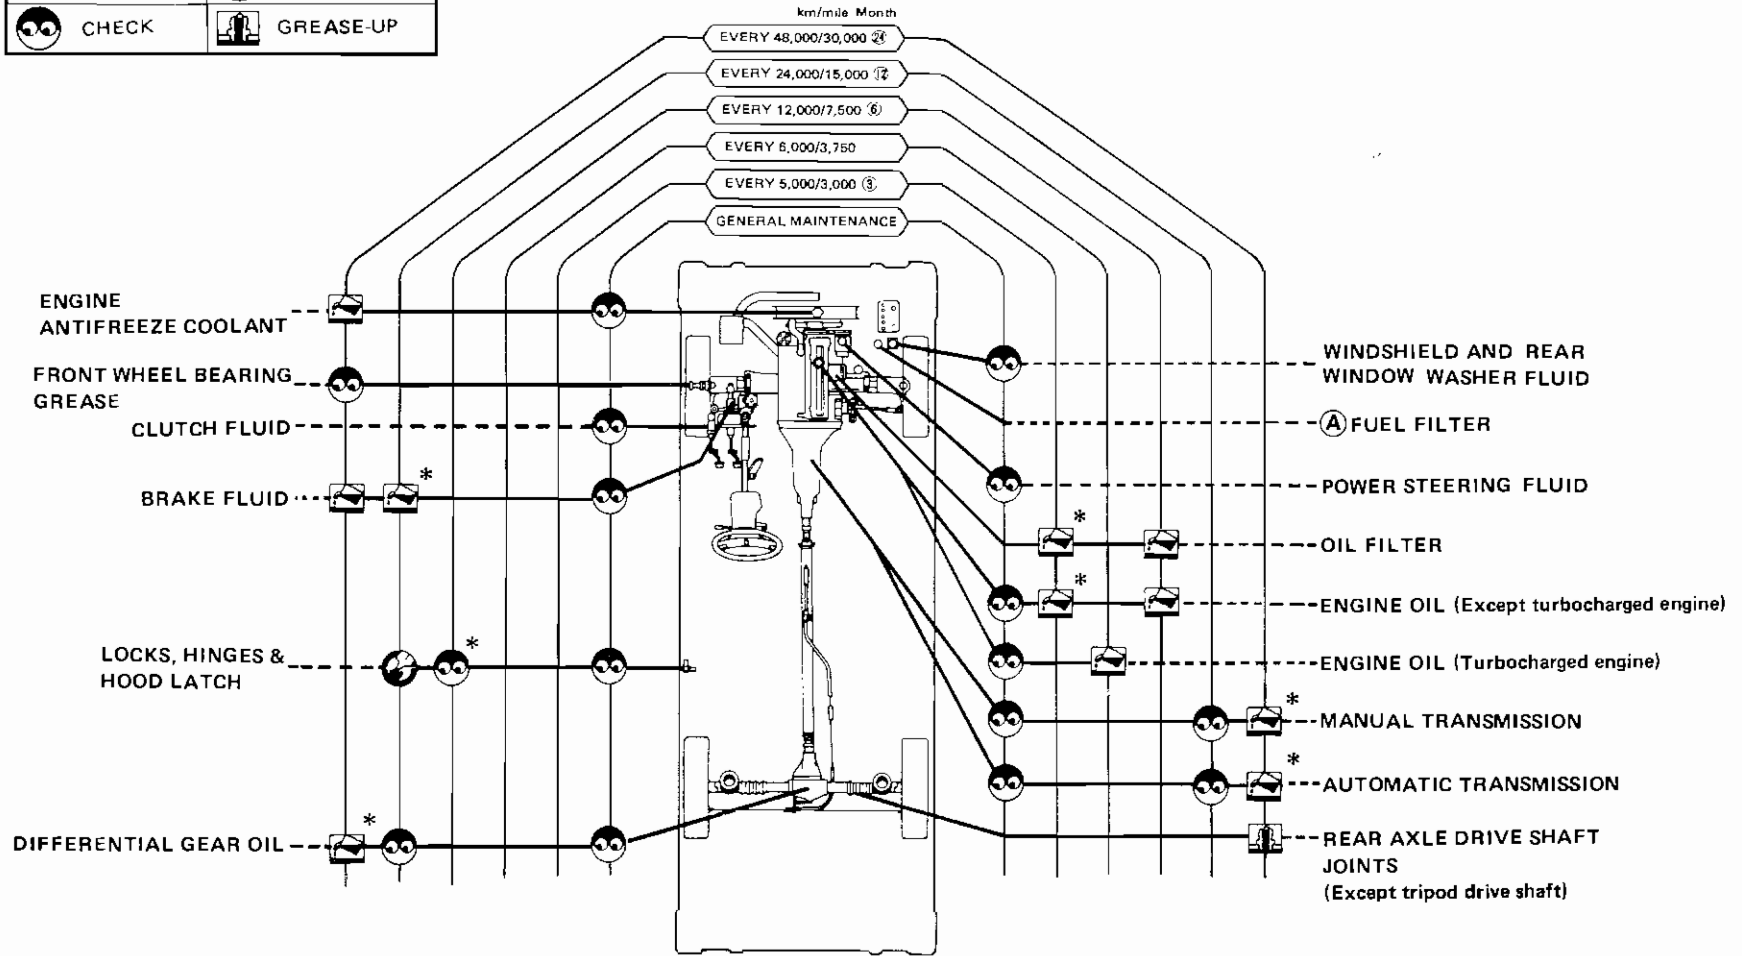 CHECK GREASE-UP
km/mile Month
EVERY 48,000/30,000 24
EVERY 24,000/15,000 12
EVERY 12,000/7,500 6
EVERY 6,000/3,750
EVERY 5,000/3,000 3
GENERAL MAINTENANCE
ENGINE
ANTIFREEZE COOLANT
FRONT WHEEL BEARING
GREASE
CLUTCH FLUID
BRAKE FLUID
*
LOCKS, HINGES &
HOOD LATCH
*
DIFFERENTIAL GEAR OIL
*
WINDSHIELD AND REAR
WINDOW WASHER FLUID
A FUEL FILTER
POWER STEERING FLUID
*
OIL FILTER
*
ENGINE OIL (Except turbocharged engine)
ENGINE OIL (Turbocharged engine)
*
MANUAL TRANSMISSION
*
AUTOMATIC TRANSMISSION
REAR AXLE DRIVE SHAFT
JOINTS
(Except tripod drive shaft)